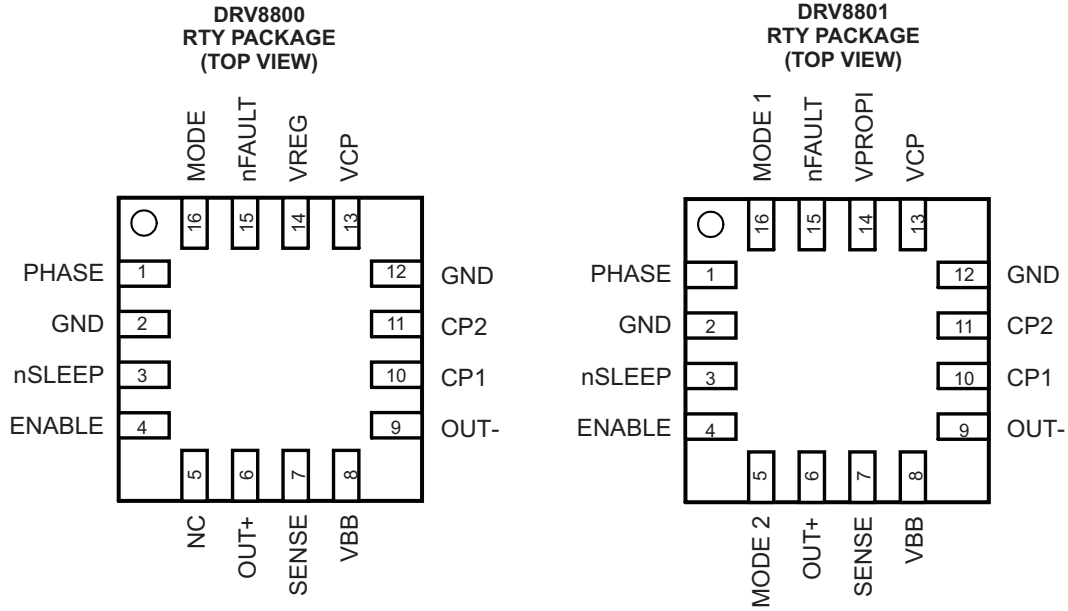 DRV8800
RTY PACKAGE
(TOP VIEW)
MODE
nFAULT
VREG
VCP
16
15
14
13
PHASE 1
12 GND
GND 2
11 CP2
nSLEEP 3
10 CP1
ENABLE 4
9 OUT-
5
6
7
8
NC
OUT+
SENSE
VBB
DRV8801
RTY PACKAGE
(TOP VIEW)
MODE 1
nFAULT
VPROPI
VCP
16
15
14
13
PHASE 1
12 GND
GND 2
11 CP2
nSLEEP 3
10 CP1
ENABLE 4
9 OUT-
5
6
7
8
MODE 2
OUT+
SENSE
VBB